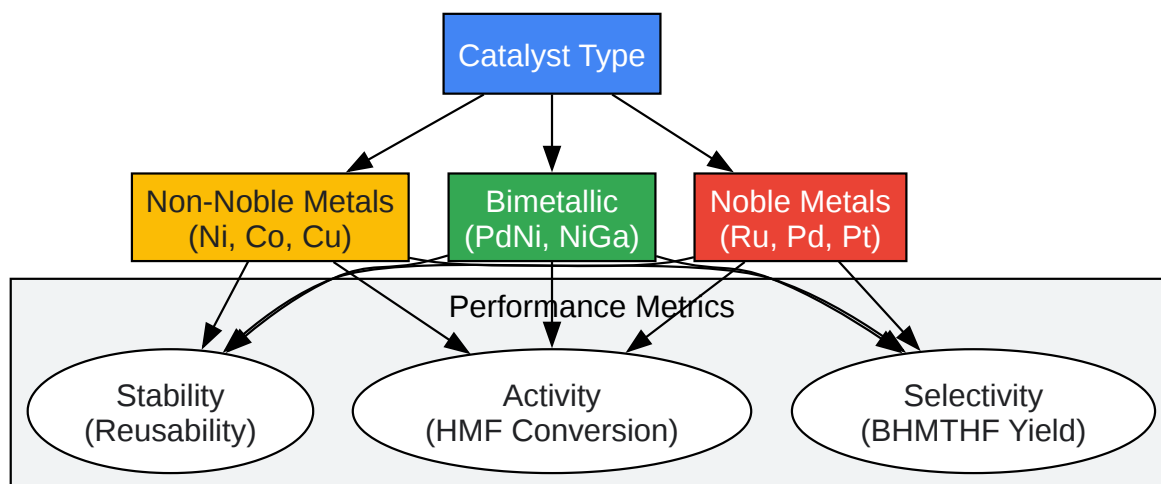 Catalyst Type
Non-Noble Metals
(Ni, Co, Cu)
Bimetallic
(PdNi, NiGa)
Noble Metals
(Ru, Pd, Pt)
Performance Metrics
Stability
(Reusability)
Activity
(HMF Conversion)
Selectivity
(BHMTHF Yield)